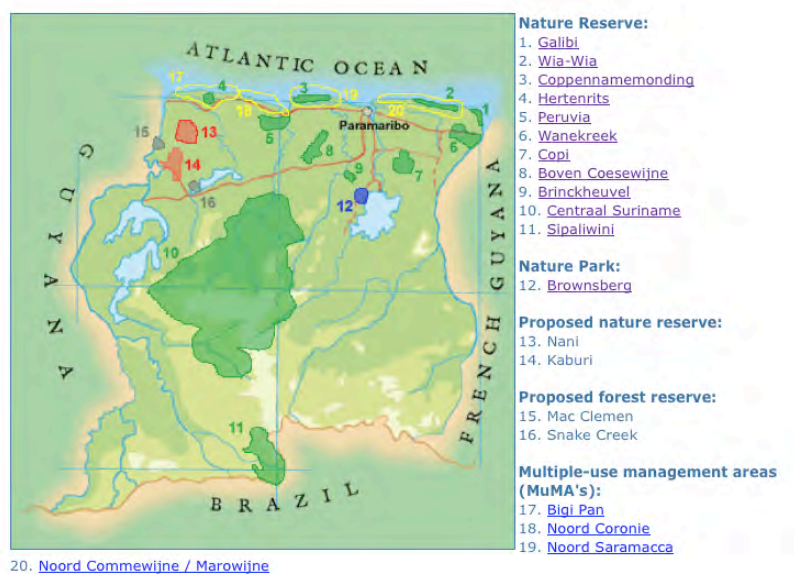 ATLANTIC OCEAN
17
4
3
19
2
18
20
1
Paramaribo
15
13
5
6
8
14
9
7
16
12
10
GUYANA
FRENCH GUYANA
11
BRAZIL
Nature Reserve:
1. Galibi
2. Wia-Wia
3. Coppennamemonding
4. Hertenrits
5. Peruvia
6. Wanekreek
7. Copi
8. Boven Coesewijne
9. Brinckheuvel
10. Centraal Suriname
11. Sipaliwini
Nature Park:
12. Brownsberg
Proposed nature reserve:
13. Nani
14. Kaburi
Proposed forest reserve:
15. Mac Clemen
16. Snake Creek
Multiple-use management areas
(MuMA's):
17. Bigi Pan
18. Noord Coronie
19. Noord Saramacca
20. Noord Commewijne / Marowijne